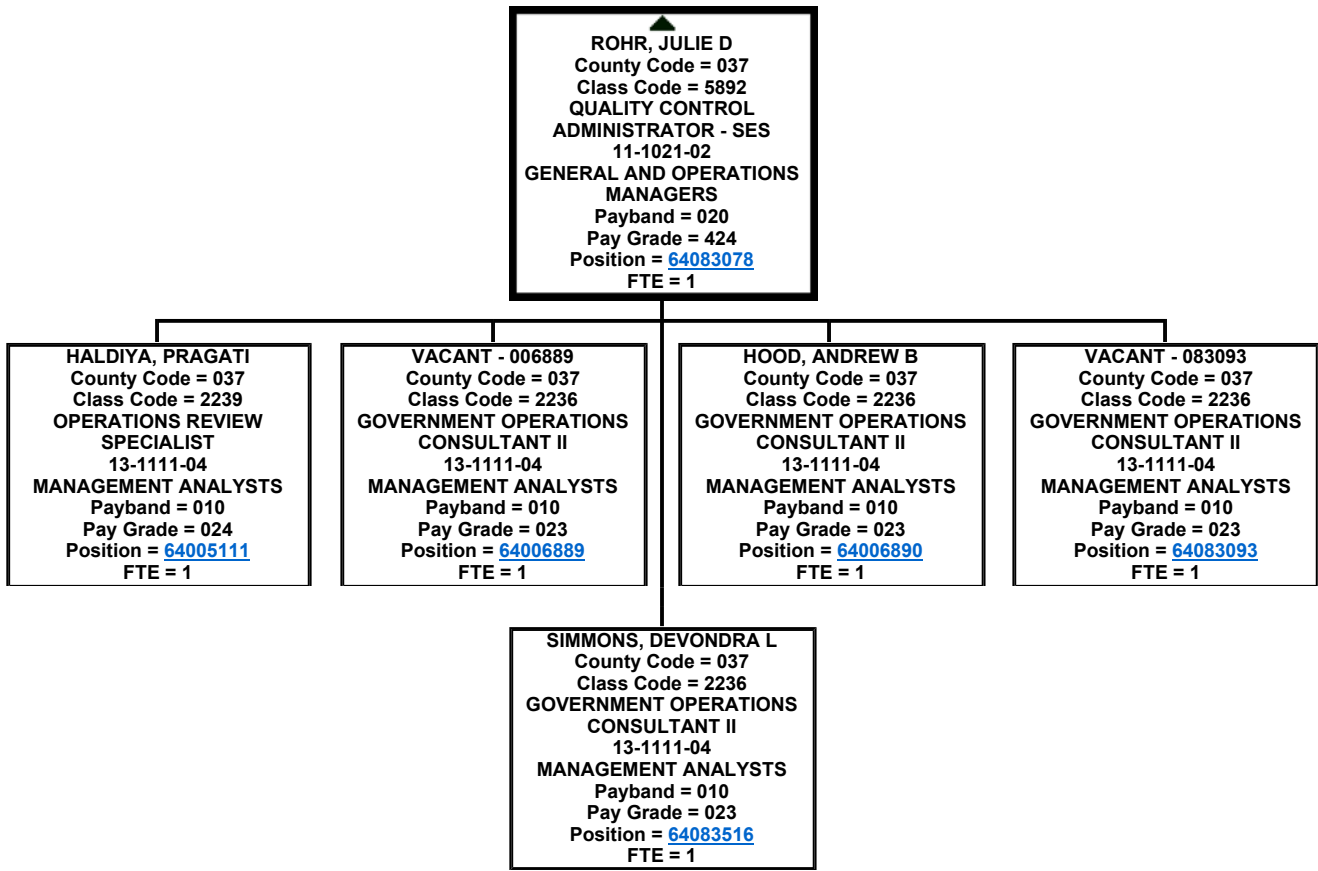 ROHR, JULIE D
County Code = 037
Class Code = 5892
QUALITY CONTROL
ADMINISTRATOR - SES
11-1021-02
GENERAL AND OPERATIONS
MANAGERS
Payband = 020
Pay Grade = 424
Position = 64083078
FTE = 1
HALDIYA, PRAGATI
County Code = 037
Class Code = 2239
OPERATIONS REVIEW
SPECIALIST
13-1111-04
MANAGEMENT ANALYSTS
Payband = 010
Pay Grade = 024
Position = 64005111
FTE = 1
VACANT - 006889
County Code = 037
Class Code = 2236
GOVERNMENT OPERATIONS
CONSULTANT II
13-1111-04
MANAGEMENT ANALYSTS
Payband = 010
Pay Grade = 023
Position = 64006889
FTE = 1
HOOD, ANDREW B
County Code = 037
Class Code = 2236
GOVERNMENT OPERATIONS
CONSULTANT II
13-1111-04
MANAGEMENT ANALYSTS
Payband = 010
Pay Grade = 023
Position = 64006890
FTE = 1
VACANT - 083093
County Code = 037
Class Code = 2236
GOVERNMENT OPERATIONS
CONSULTANT II
13-1111-04
MANAGEMENT ANALYSTS
Payband = 010
Pay Grade = 023
Position = 64083093
FTE = 1
SIMMONS, DEVONDRA L
County Code = 037
Class Code = 2236
GOVERNMENT OPERATIONS
CONSULTANT II
13-1111-04
MANAGEMENT ANALYSTS
Payband = 010
Pay Grade = 023
Position = 64083516
FTE = 1